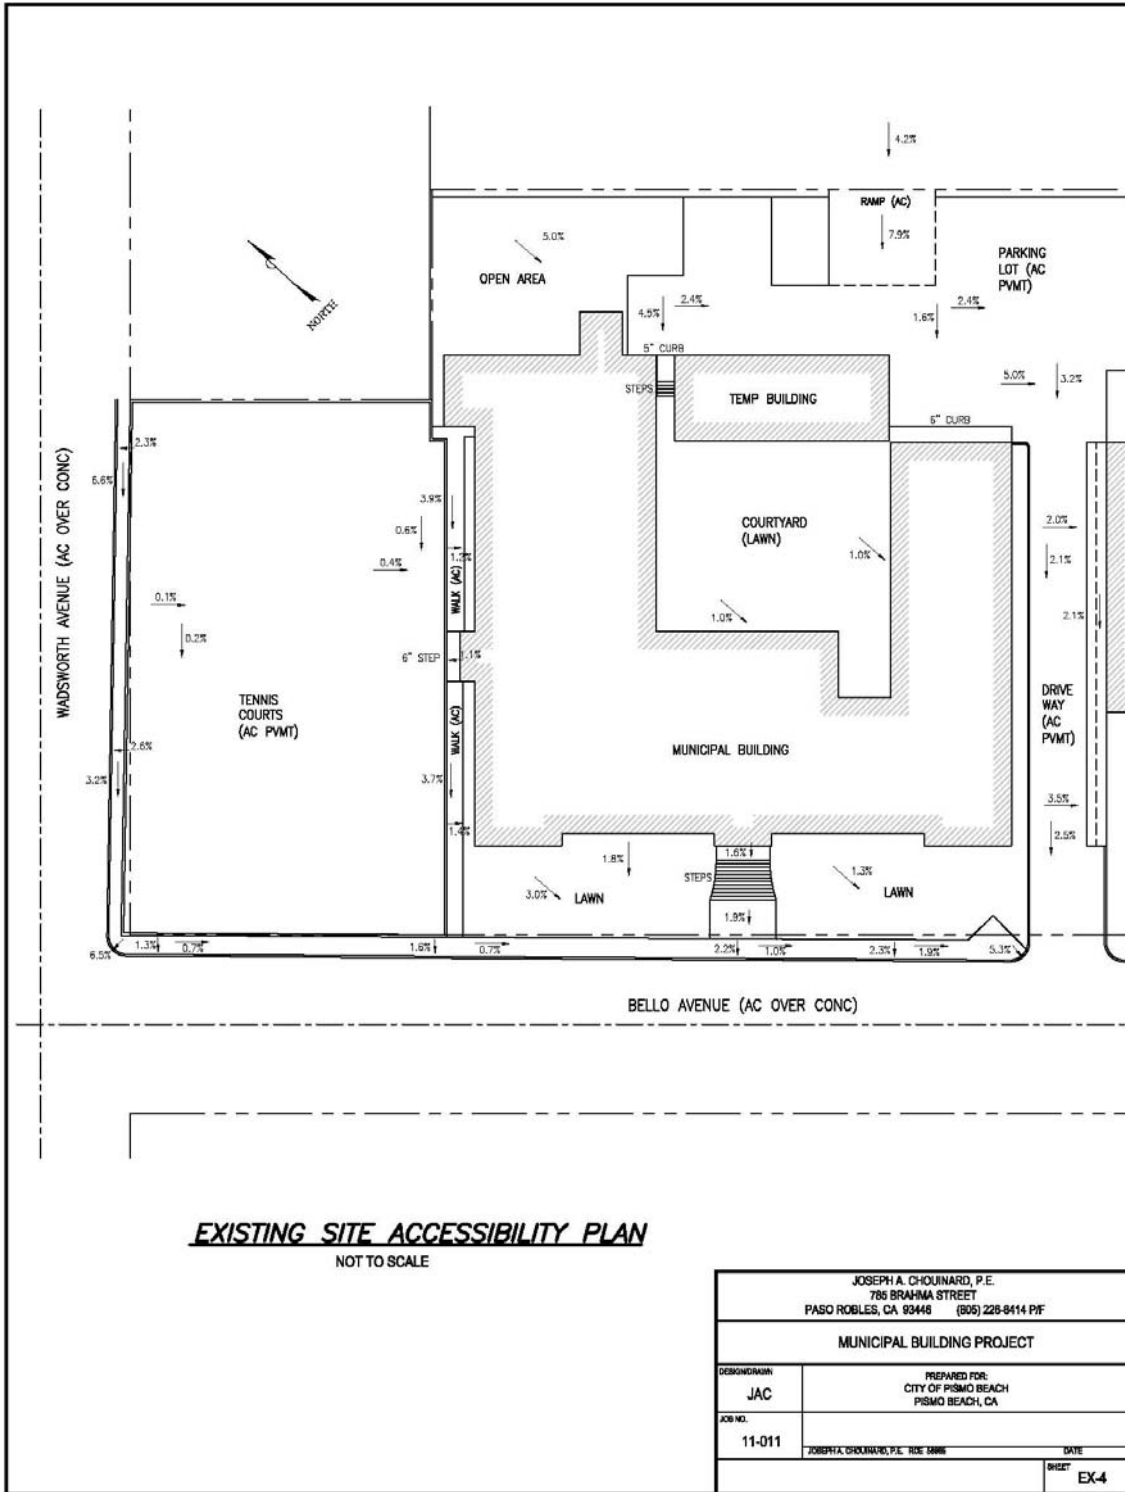 4.2%
RAMP (AC)
7.9%
5.0%
OPEN AREA
PARKING
LOT (AC
PVMT)
NORTH
2.4%
4.5%
2.4%
1.6%
5" CURB
5.0%
3.2%
STEPS
TEMP BUILDING
6" CURB
2.3%
6.6%
WADSWORTH AVENUE (AC OVER CONC)
3.9%
0.6%
COURTYARD
(LAWN)
2.0%
1.0%
2.1%
0.4%
WALK (AC)
0.1%
1.0%
2.1%
0.2%
6" STEP
1.1%
TENNIS
COURTS
(AC PVMT)
DRIVE
WAY
(AC
PVMT)
WALK (AC)
MUNICIPAL BUILDING
2.6%
3.2%
3.7%
3.5%
1.4%
2.5%
1.8%
1.6%
STEPS
1.3%
3.0%
LAWN
LAWN
1.9%
1.3%
0.7%
1.6%
0.7%
2.2%
1.0%
2.3%
1.9%
5.3%
6.5%
BELLO AVENUE (AC OVER CONC)
EXISTING SITE ACCESSIBILITY PLAN
NOT TO SCALE
JOSEPH A. CHOUINARD, P.E.
785 BRAHMA STREET
PASO ROBLES, CA 93446 (805) 226-8414 P/F
MUNICIPAL BUILDING PROJECT
DESIGN/DRAWN
JAC
PREPARED FOR:
CITY OF PISMO BEACH
PISMO BEACH, CA
JOB NO.
11-011
JOSEPH A. CHOUINARD, P.E. RCE
DATE
SHEET
EX-4